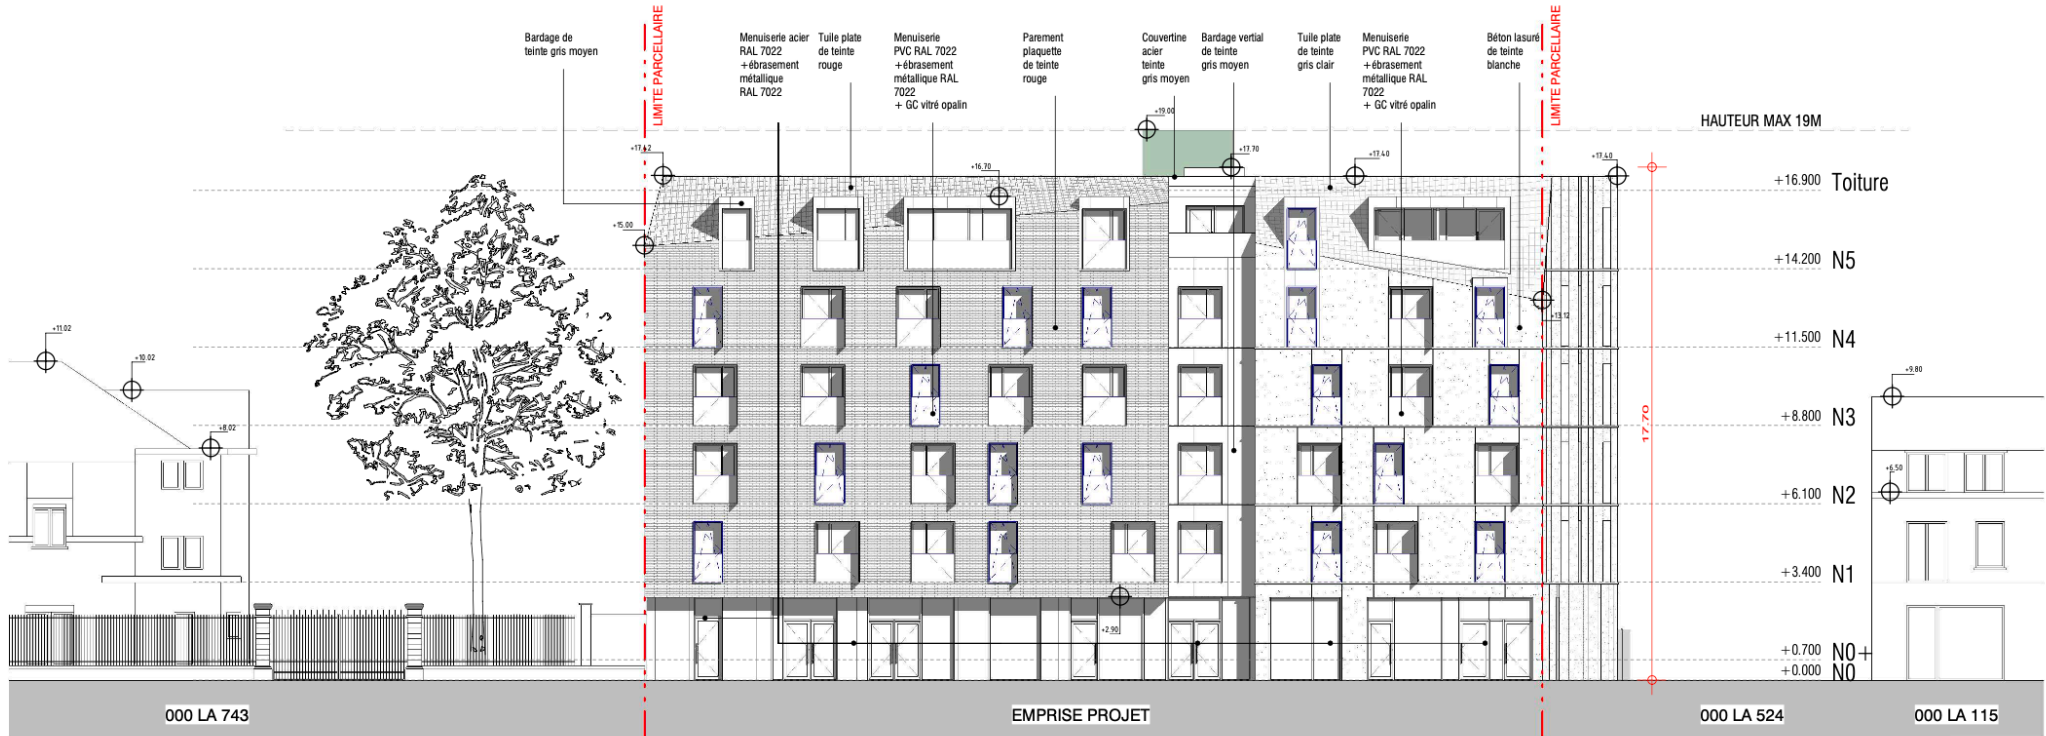 Bardage de
teinte gris moyen
LIMITE PARCELLAIRE
Menuiserie acier
RAL 7022
+ébrasement
métallique
RAL 7022
Tuile plate
de teinte
rouge
Menuiserie
PVC RAL 7022
+ébrasement
métallique RAL
7022
+ GC vitré opalin
Parement
plaquette
de teinte
rouge
Couvertine
acier
teinte
gris moyen
Bardage vertial
de teinte
gris moyen
Tuile plate
de teinte
gris clair
Menuiserie
PVC RAL 7022
+ébrasement
métallique RAL
7022
+ GC vitré opalin
Béton lasuré
de teinte
blanche
LIMITE PARCELLAIRE
HAUTEUR MAX 19M
+19.00
+17.42
+16.70
+17.70
+17.40
+17.40
+16.900 Toiture
+15.00
+14.200 N5
+13.12
+11.500 N4
+11.02
+10.02
+9.80
+8.800 N3
+8.02
17.70
+6.50
+6.100 N2
+3.400 N1
+2.90
+0.700 N0+
+0.000 N0
000 LA 743
EMPRISE PROJET
000 LA 524
000 LA 115